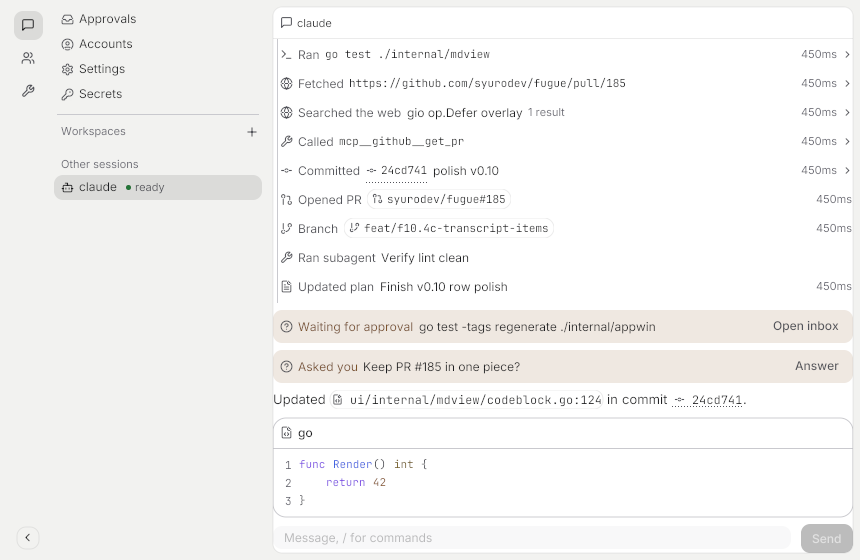 Approvals
Accounts
Settings
Secrets
Workspaces
Other sessions
claude ready
claude
Ran go test ./internal/mdview 450ms
Fetched https://github.com/syurodev/fugue/pull/185 450ms
Searched the web gio op.Defer overlay 1 result 450ms
Called mcp__github__get_pr 450ms
Committed 24cd741 polish v0.10 450ms
Opened PR syurodev/fugue#185 450ms
Branch feat/f10.4c-transcript-items 450ms
Ran subagent Verify lint clean
Updated plan Finish v0.10 row polish 450ms
Waiting for approval go test -tags regenerate ./internal/appwin Open inbox
Asked you Keep PR #185 in one piece? Answer
Updated ui/internal/mdview/codeblock.go:124 in commit 24cd741.
go
1 func Render() int {
2 return 42
3 }
Message, / for commands Send